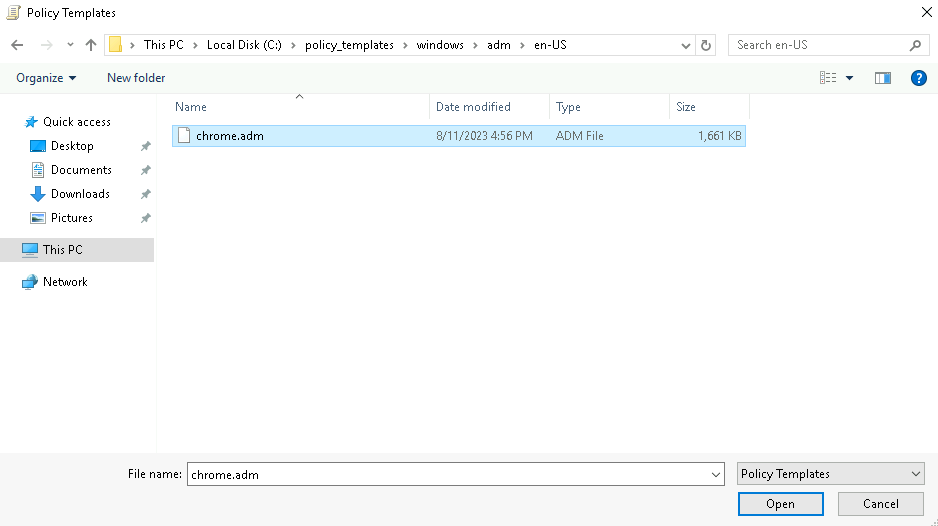 Policy Templates
This PC > Local Disk (C:) > policy_templates > windows > adm > en-US
Search en-US
Organize
New folder
?
Name
Date modified
Type
Size
Quick access
Desktop
Documents
Downloads
Pictures
This PC
Network
chrome.adm
8/11/2023 4:56 PM
ADM File
1,661 KB
File name:
chrome.adm
Policy Templates
Open
Cancel